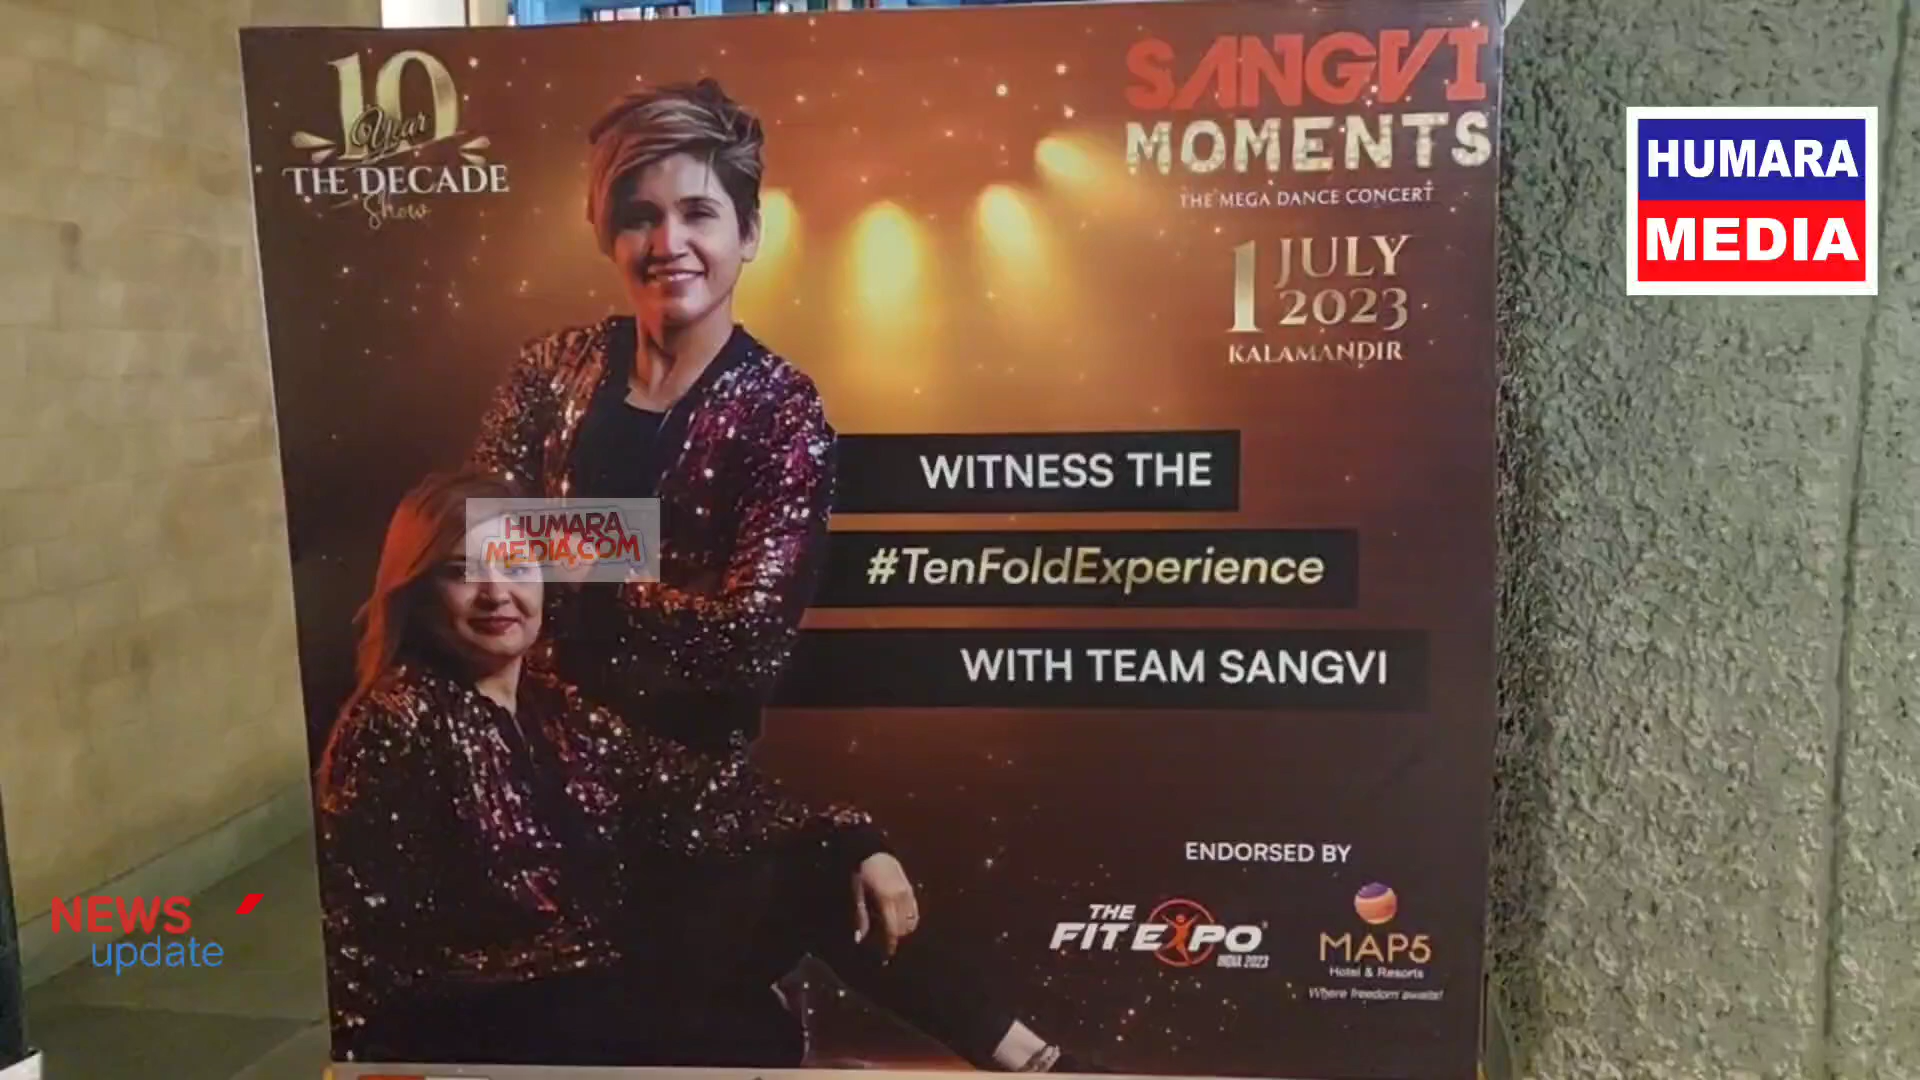 10
Year
THE DECADE
Show
SANGVI
MOMENTS
THE MEGA DANCE CONCERT
1 JULY
2023
KALAMANDIR
HUMARA
MEDIA
WITNESS THE
#TenFoldExperience
WITH TEAM SANGVI
HUMARA
MEDIA.COM
ENDORSED BY
THE
FIT EXPO
INDIA 2023
MAP5
Hotel & Resorts
Where freedom awaits!
NEWS
update